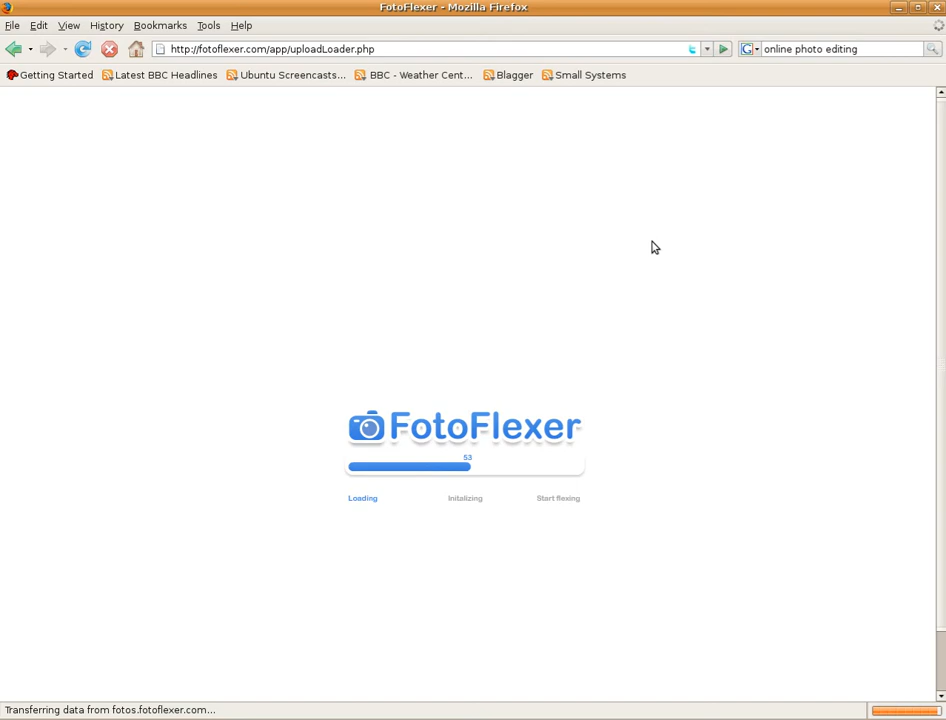 FotoFlexer - Mozilla Firefox
File Edit View History Bookmarks Tools Help
http://fotoflexer.com/app/uploadLoader.php online photo editing
Getting Started Latest BBC Headlines Ubuntu Screencasts... BBC - Weather Cent... Blagger Small Systems
FotoFlexer
53
Loading Initalizing Start flexing
Transferring data from fotos.fotoflexer.com...